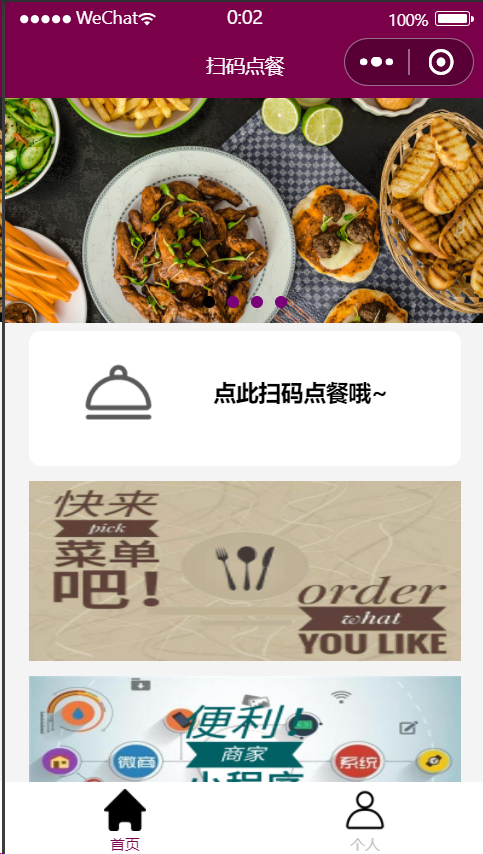 WeChat 0:02 100%
扫码点餐
点此扫码点餐哦~
快来
pick
菜单
吧!
order
what
YOU LIKE
便利!
商家
微商
系统
小程序
首页
个人